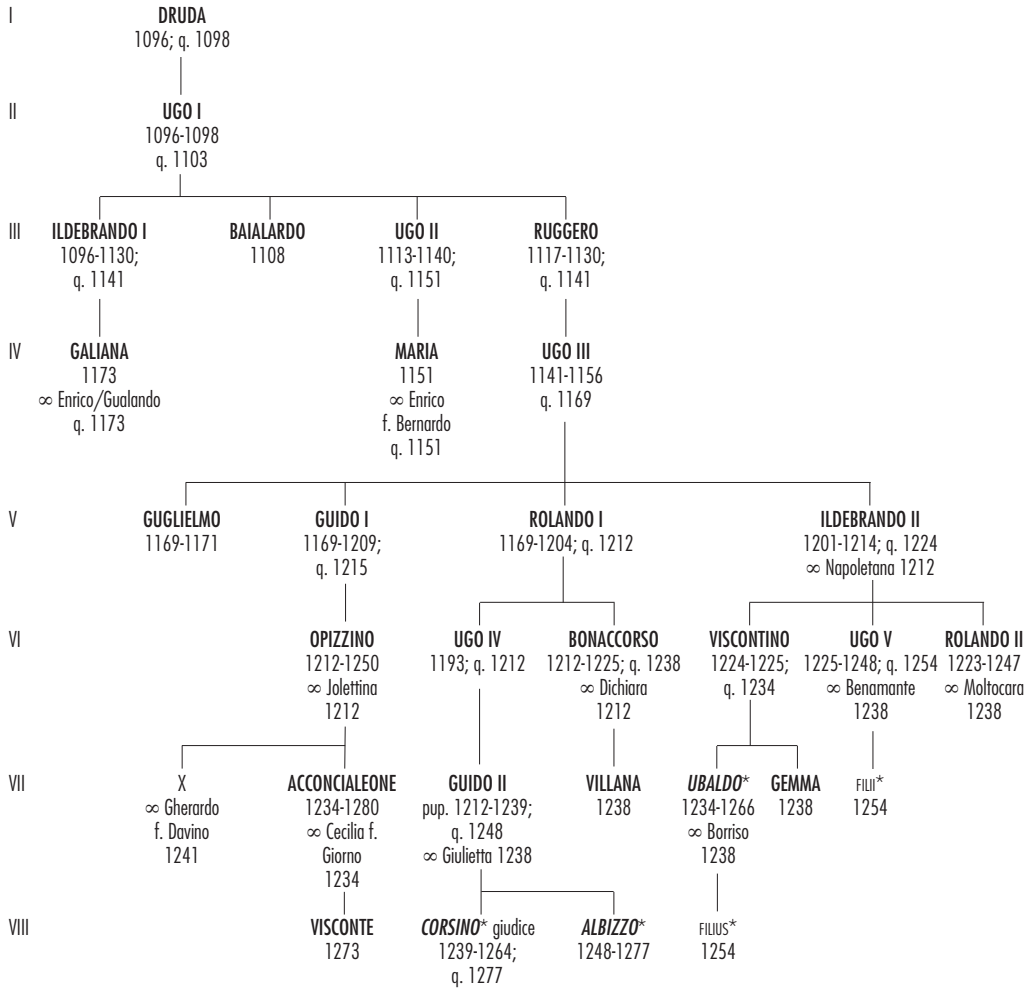 I
DRUDA
1096; q. 1098
II
UGO I
1096-1098
q. 1103
III
ILDEBRANDO I
1096-1130;
q. 1141
BAIALARDO
1108
UGO II
1113-1140;
q. 1151
RUGGERO
1117-1130;
q. 1141
IV
GALIANA
1173
∞ Enrico/Gualando
q. 1173
MARIA
1151
∞ Enrico
f. Bernardo
q. 1151
UGO III
1141-1156
q. 1169
V
GUGLIELMO
1169-1171
GUIDO I
1169-1209;
q. 1215
ROLANDO I
1169-1204; q. 1212
ILDEBRANDO II
1201-1214; q. 1224
∞ Napoletana 1212
VI
OPIZZINO
1212-1250
∞ Jolettina
1212
UGO IV
1193; q. 1212
BONACCORSO
1212-1225; q. 1238
∞ Dichiara
1212
VISCONTINO
1224-1225;
q. 1234
UGO V
1225-1248; q. 1254
∞ Benamante
1238
ROLANDO II
1223-1247
∞ Moltocara
1238
VII
X
∞ Gherardo
f. Davino
1241
ACCONCIALEONE
1234-1280
∞ Cecilia f.
Giorno
1234
GUIDO II
pup. 1212-1239;
q. 1248
∞ Giulietta 1238
VILLANA
1238
UBALDO*
1234-1266
∞ Borriso
1238
GEMMA
1238
FILII*
1254
VIII
VISCONTE
1273
CORSINO* giudice
1239-1264;
q. 1277
ALBIZZO*
1248-1277
FILIUS*
1254